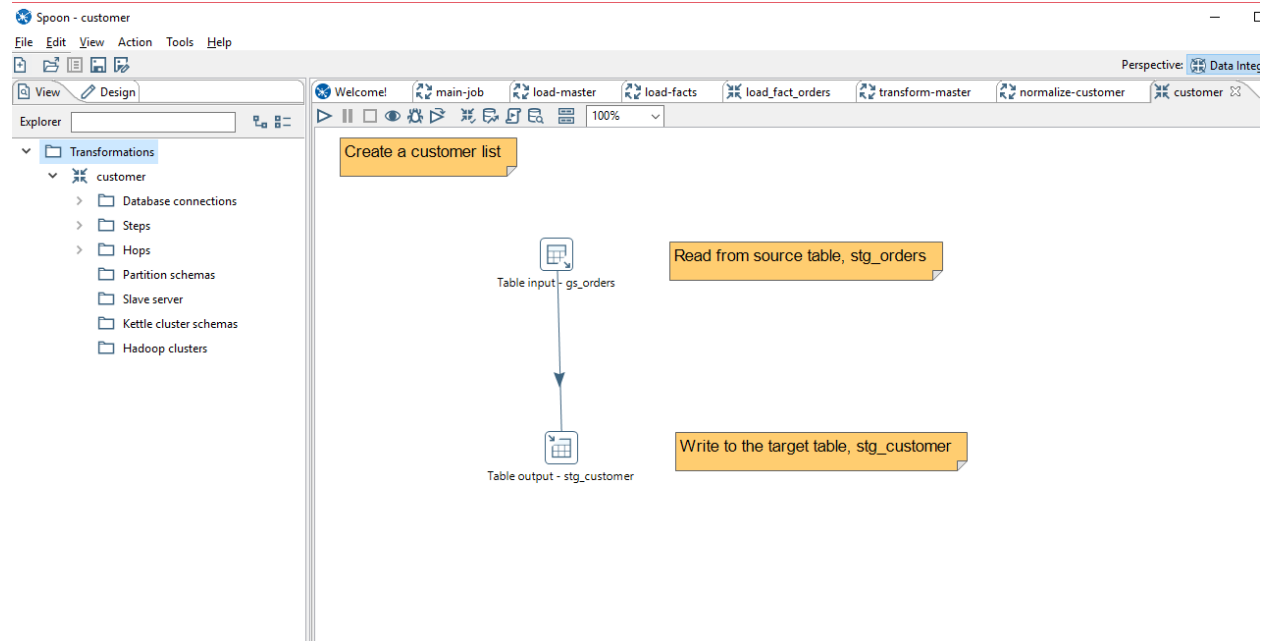 Spoon - customer
File Edit View Action Tools Help
Perspective: Data Integ
View Design
Welcome! main-job load-master load-facts load_fact_orders transform-master normalize-customer customer
Explorer
100%
Transformations
customer
Database connections
Steps
Hops
Partition schemas
Slave server
Kettle cluster schemas
Hadoop clusters
Create a customer list
Read from source table, stg_orders
Table input - gs_orders
Write to the target table, stg_customer
Table output - stg_customer